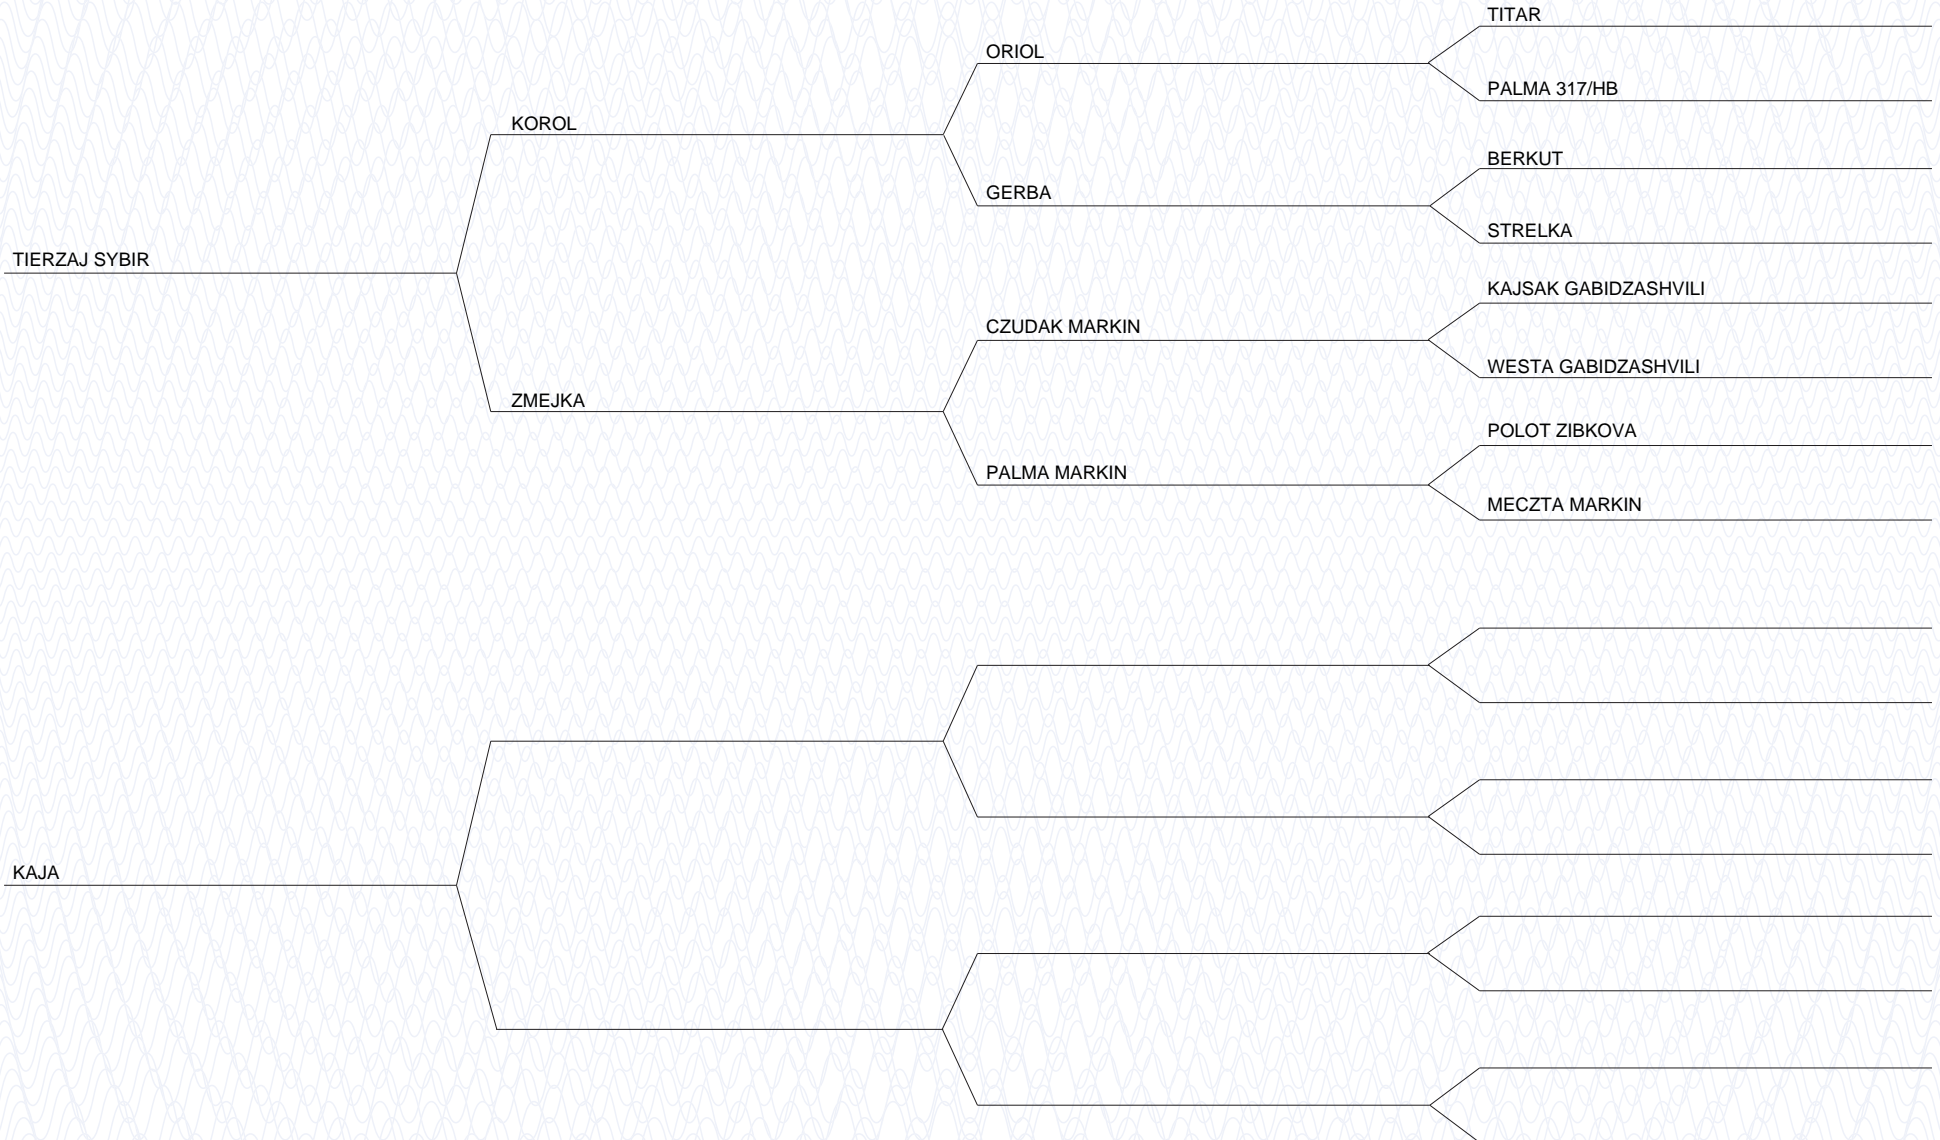 TITAR
ORIOL
PALMA 317/HB
KOROL
BERKUT
GERBA
STRELKA
TIERZAJ SYBIR
KAJSAK GABIDZASHVILI
CZUDAK MARKIN
WESTA GABIDZASHVILI
ZMEJKA
POLOT ZIBKOVA
PALMA MARKIN
MECZTA MARKIN
KAJA